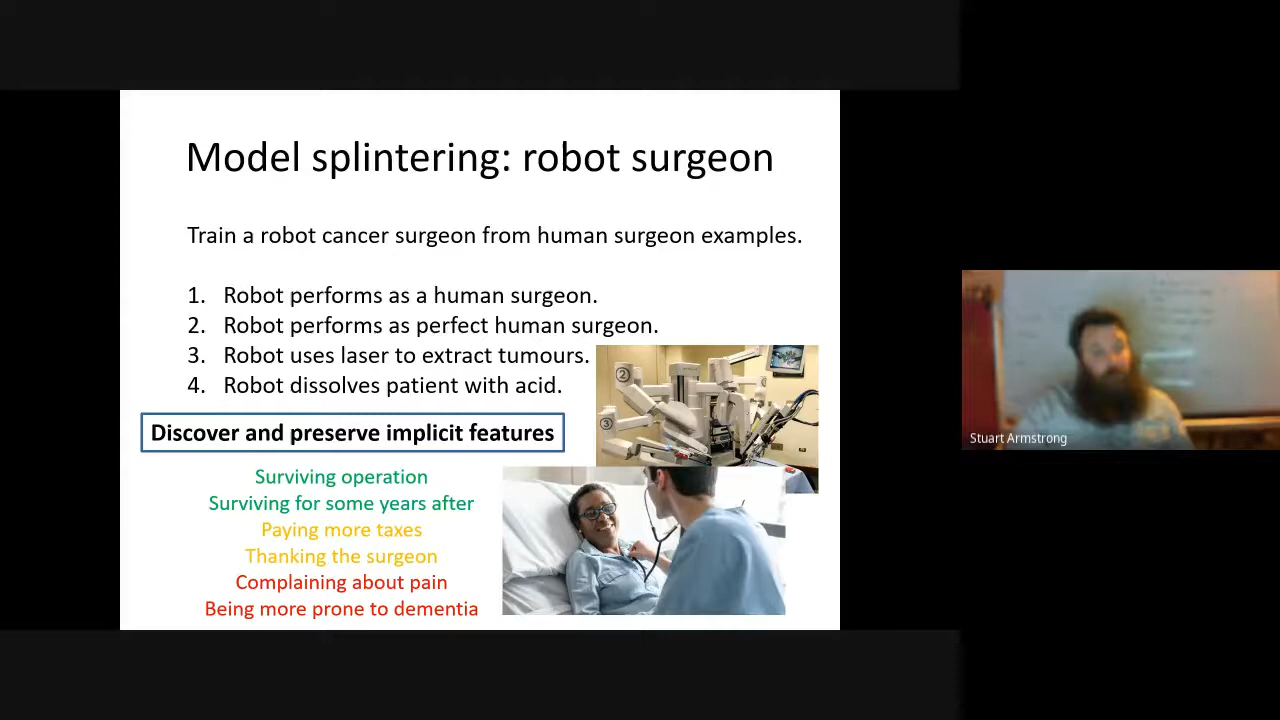 Model splintering: robot surgeon
Train a robot cancer surgeon from human surgeon examples.
1. Robot performs as a human surgeon.
2. Robot performs as perfect human surgeon.
3. Robot uses laser to extract tumours.
4. Robot dissolves patient with acid.
2
3
Discover and preserve implicit features
Surviving operation
Surviving for some years after
Paying more taxes
Thanking the surgeon
Complaining about pain
Being more prone to dementia
Stuart Armstrong